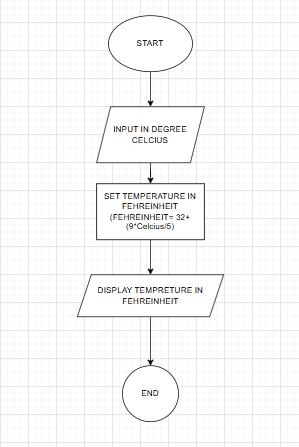 START
INPUT IN DEGREE
CELCIUS
SET TEMPERATURE IN
FEHREINHEIT
(FEHREINHEIT= 32+
(9*Celcius/5)
DISPLAY TEMPRETURE IN
FEHREINHEIT
END